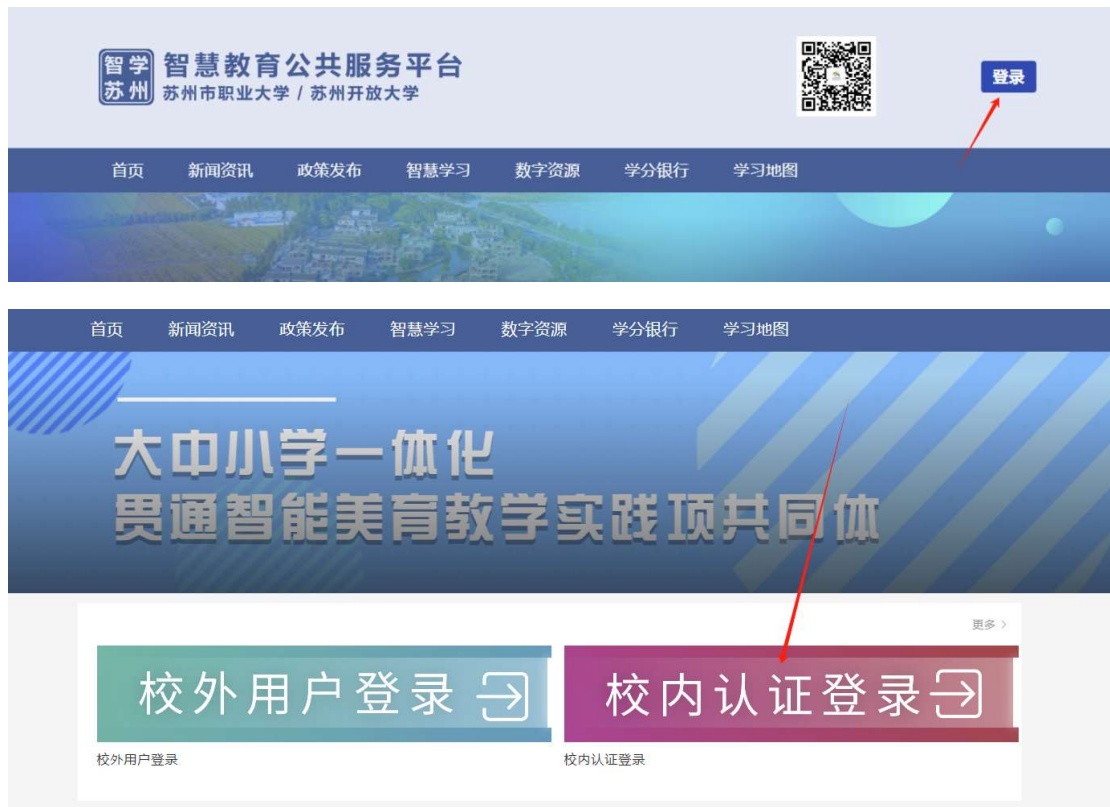 智学 智慧教育公共服务平台
苏州 苏州市职业大学 / 苏州开放大学
登录
首页 新闻资讯 政策发布 智慧学习 数字资源 学分银行 学习地图
首页 新闻资讯 政策发布 智慧学习 数字资源 学分银行 学习地图
大中小学一体化
贯通智能美育教学实践项共同体
更多 >
校外用户登录 校内认证登录
校外用户登录 校内认证登录